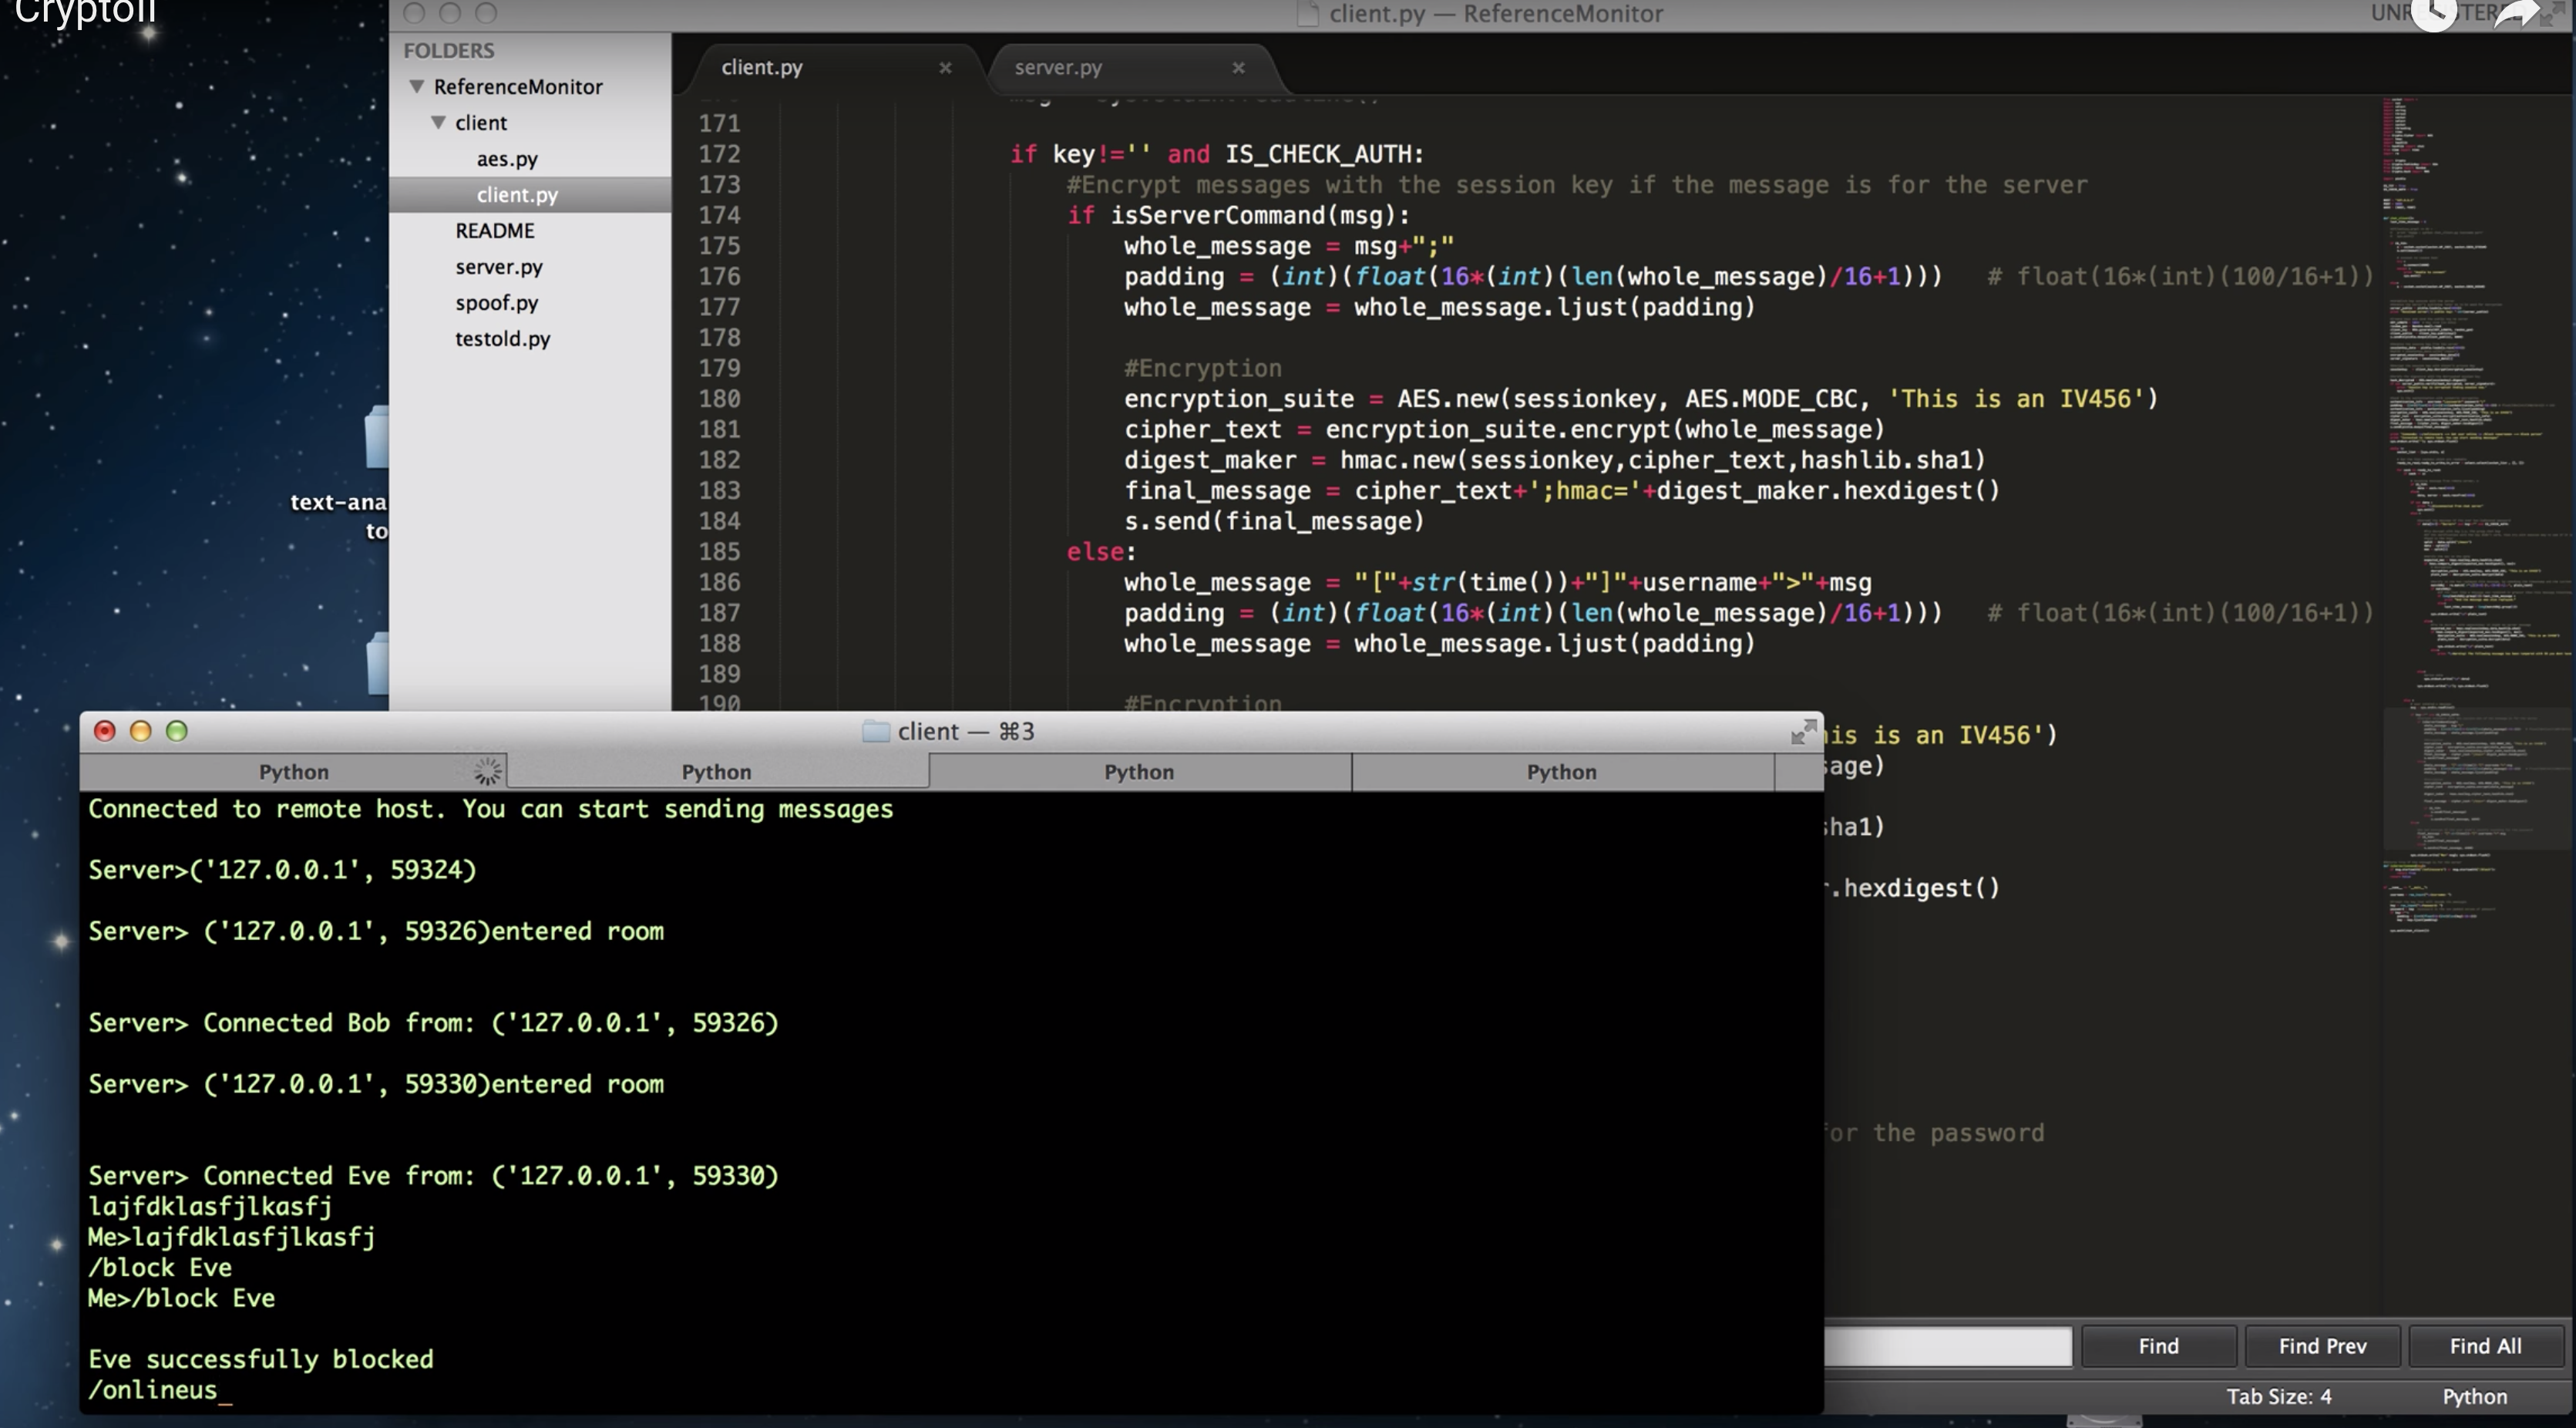 Cryptoll
client.py — ReferenceMonitor
FOLDERS
ReferenceMonitor
client
aes.py
client.py
README
server.py
spoof.py
testold.py
text-ana
to
client.py ×
server.py ×
171
172 if key!='' and IS_CHECK_AUTH:
173 #Encrypt messages with the session key if the message is for the server
174 if isServerCommand(msg):
175 whole_message = msg+";"
176 padding = (int)(float(16*(int)(len(whole_message)/16+1))) # float(16*(int)(100/16+1))
177 whole_message = whole_message.ljust(padding)
178
179 #Encryption
180 encryption_suite = AES.new(sessionkey, AES.MODE_CBC, 'This is an IV456')
181 cipher_text = encryption_suite.encrypt(whole_message)
182 digest_maker = hmac.new(sessionkey,cipher_text,hashlib.sha1)
183 final_message = cipher_text+';hmac='+digest_maker.hexdigest()
184 s.send(final_message)
185 else:
186 whole_message = "["+str(time())+"]"+username+">"+msg
187 padding = (int)(float(16*(int)(len(whole_message)/16+1))) # float(16*(int)(100/16+1))
188 whole_message = whole_message.ljust(padding)
189
190 #Encryption
his is an IV456')
sage)
sha1)
r.hexdigest()
for the password
client — ⌘3
Python Python Python Python
Connected to remote host. You can start sending messages
Server>('127.0.0.1', 59324)
Server> ('127.0.0.1', 59326)entered room
Server> Connected Bob from: ('127.0.0.1', 59326)
Server> ('127.0.0.1', 59330)entered room
Server> Connected Eve from: ('127.0.0.1', 59330)
lajfdklasfjlkasfj
Me>lajfdklasfjlkasfj
/block Eve
Me>/block Eve
Eve successfully blocked
/onlineus_
Find Find Prev Find All
Tab Size: 4 Python